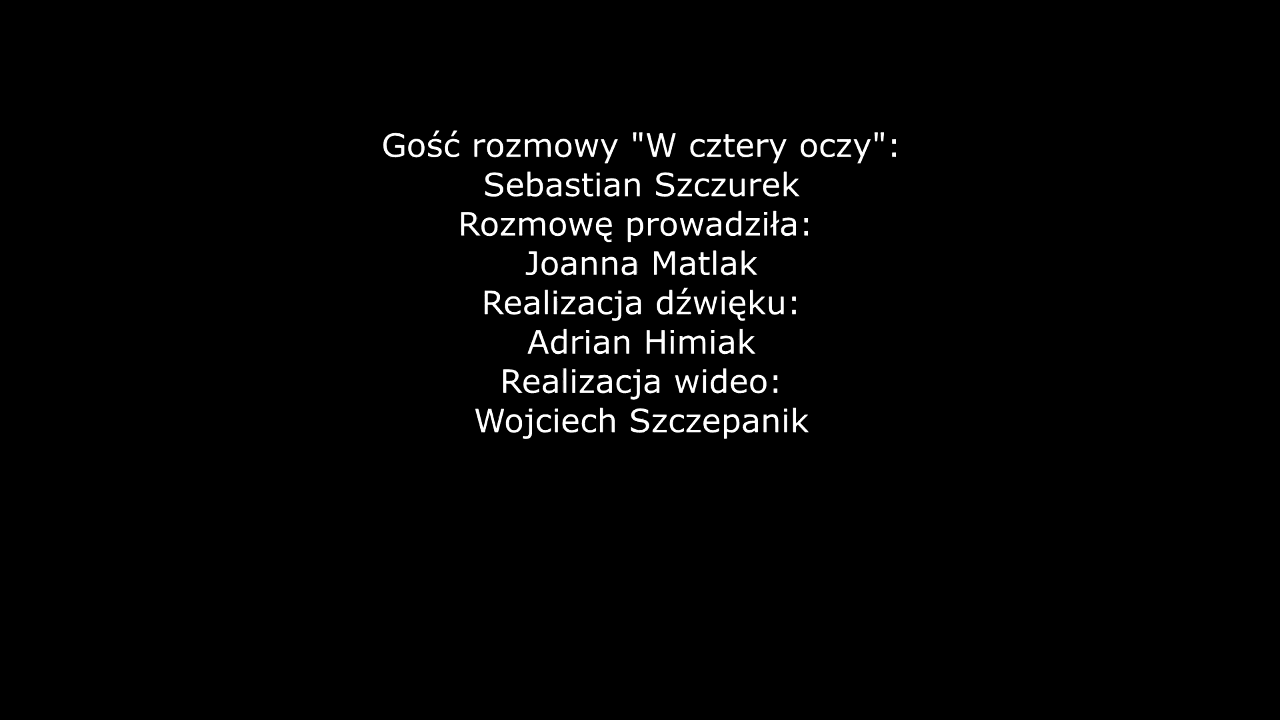 Gość rozmowy "W cztery oczy":
Sebastian Szczurek
Rozmowę prowadziła:
Joanna Matlak
Realizacja dźwięku:
Adrian Himiak
Realizacja wideo:
Wojciech Szczepanik